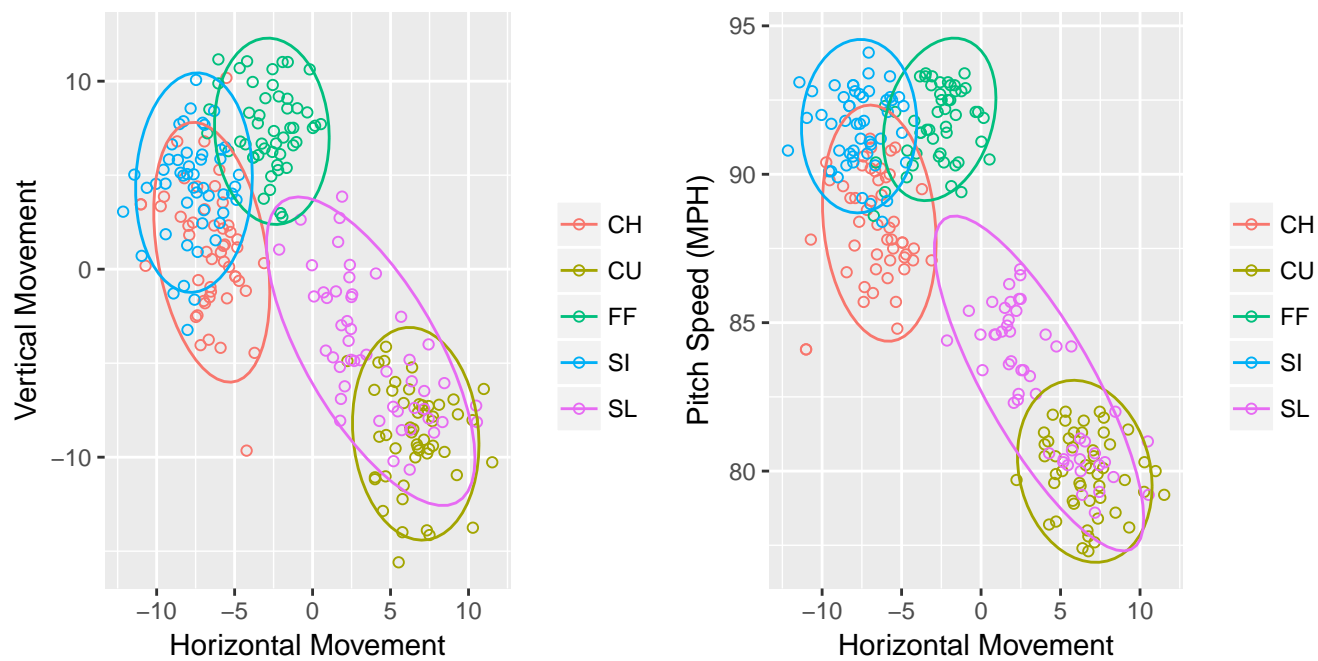 Vertical Movement
10
0
−10
−10
−5
0
5
10
Horizontal Movement
CH
CU
FF
SI
SL
Pitch Speed (MPH)
95
90
85
80
−10
−5
0
5
10
Horizontal Movement
CH
CU
FF
SI
SL